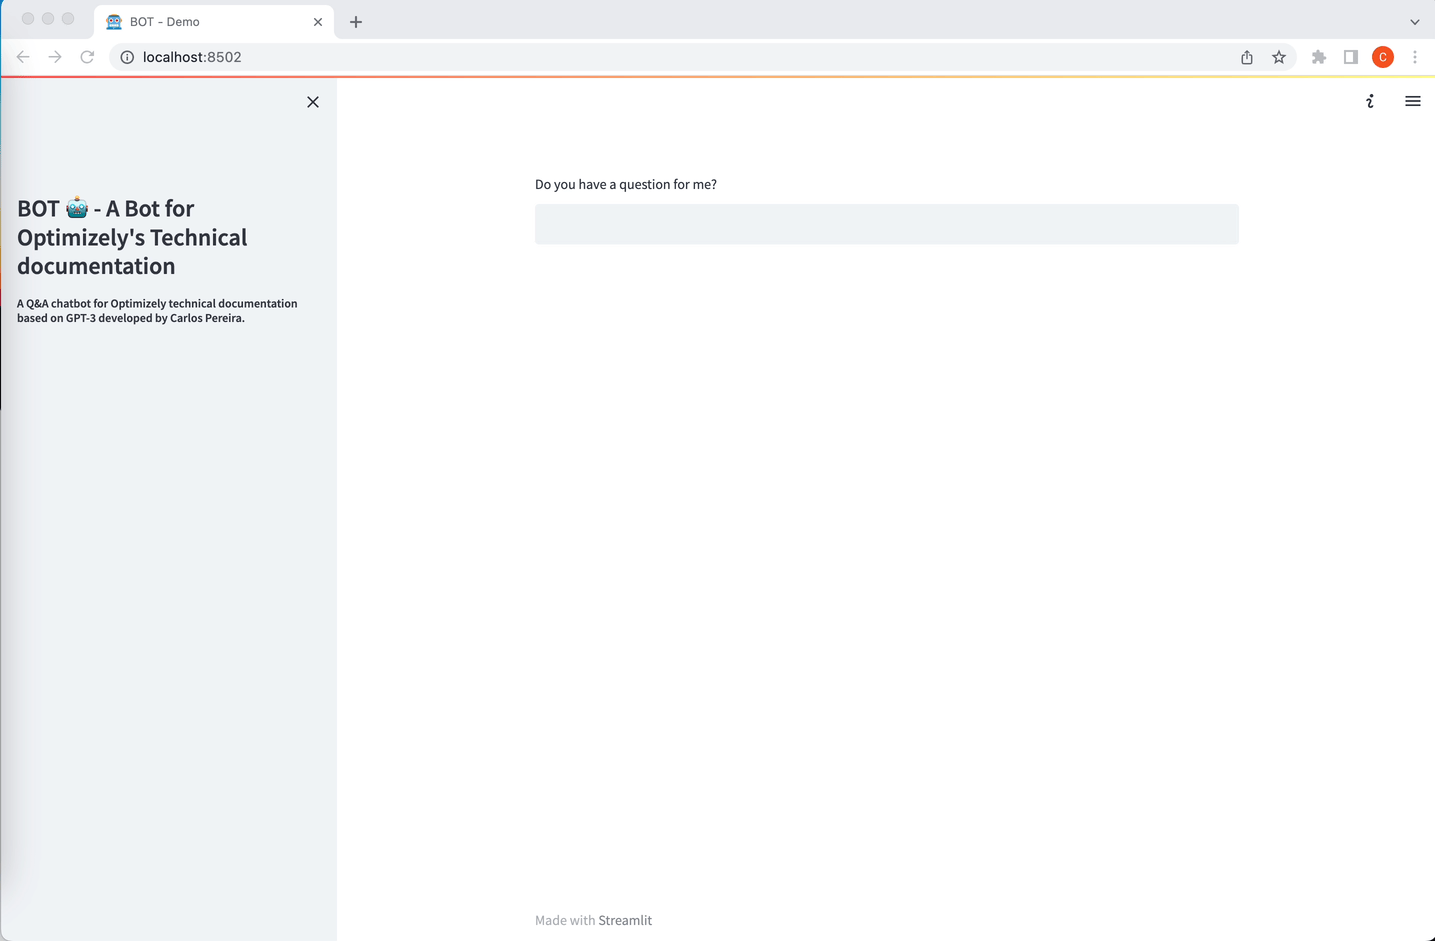 BOT - Demo
localhost:8502
C
BOT 🤖 - A Bot for
Optimizely's Technical
documentation
A Q&A chatbot for Optimizely technical documentation
based on GPT-3 developed by Carlos Pereira.
Do you have a question for me?
Made with Streamlit